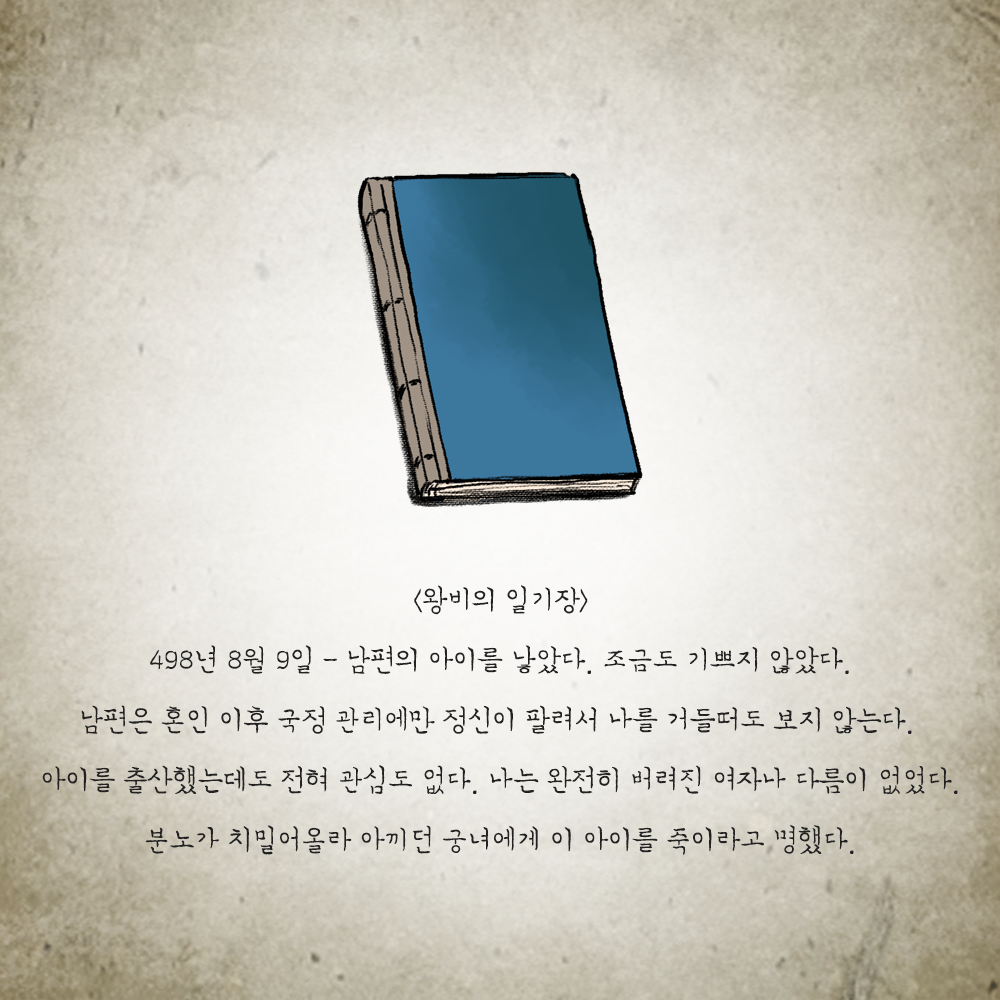 <왕비의 일기장>
498년 8월 9일 - 남편의 아이를 낳았다. 조금도 기쁘지 않았다.
남편은 혼인 이후 국정 관리에만 정신이 팔려서 나를 거들떠도 보지 않는다.
아이를 출산했는데도 전혀 관심도 없다. 나는 완전히 버려진 여자나 다름이 없었다.
분노가 치밀어올라 아끼던 궁녀에게 이 아이를 죽이라고 명했다.